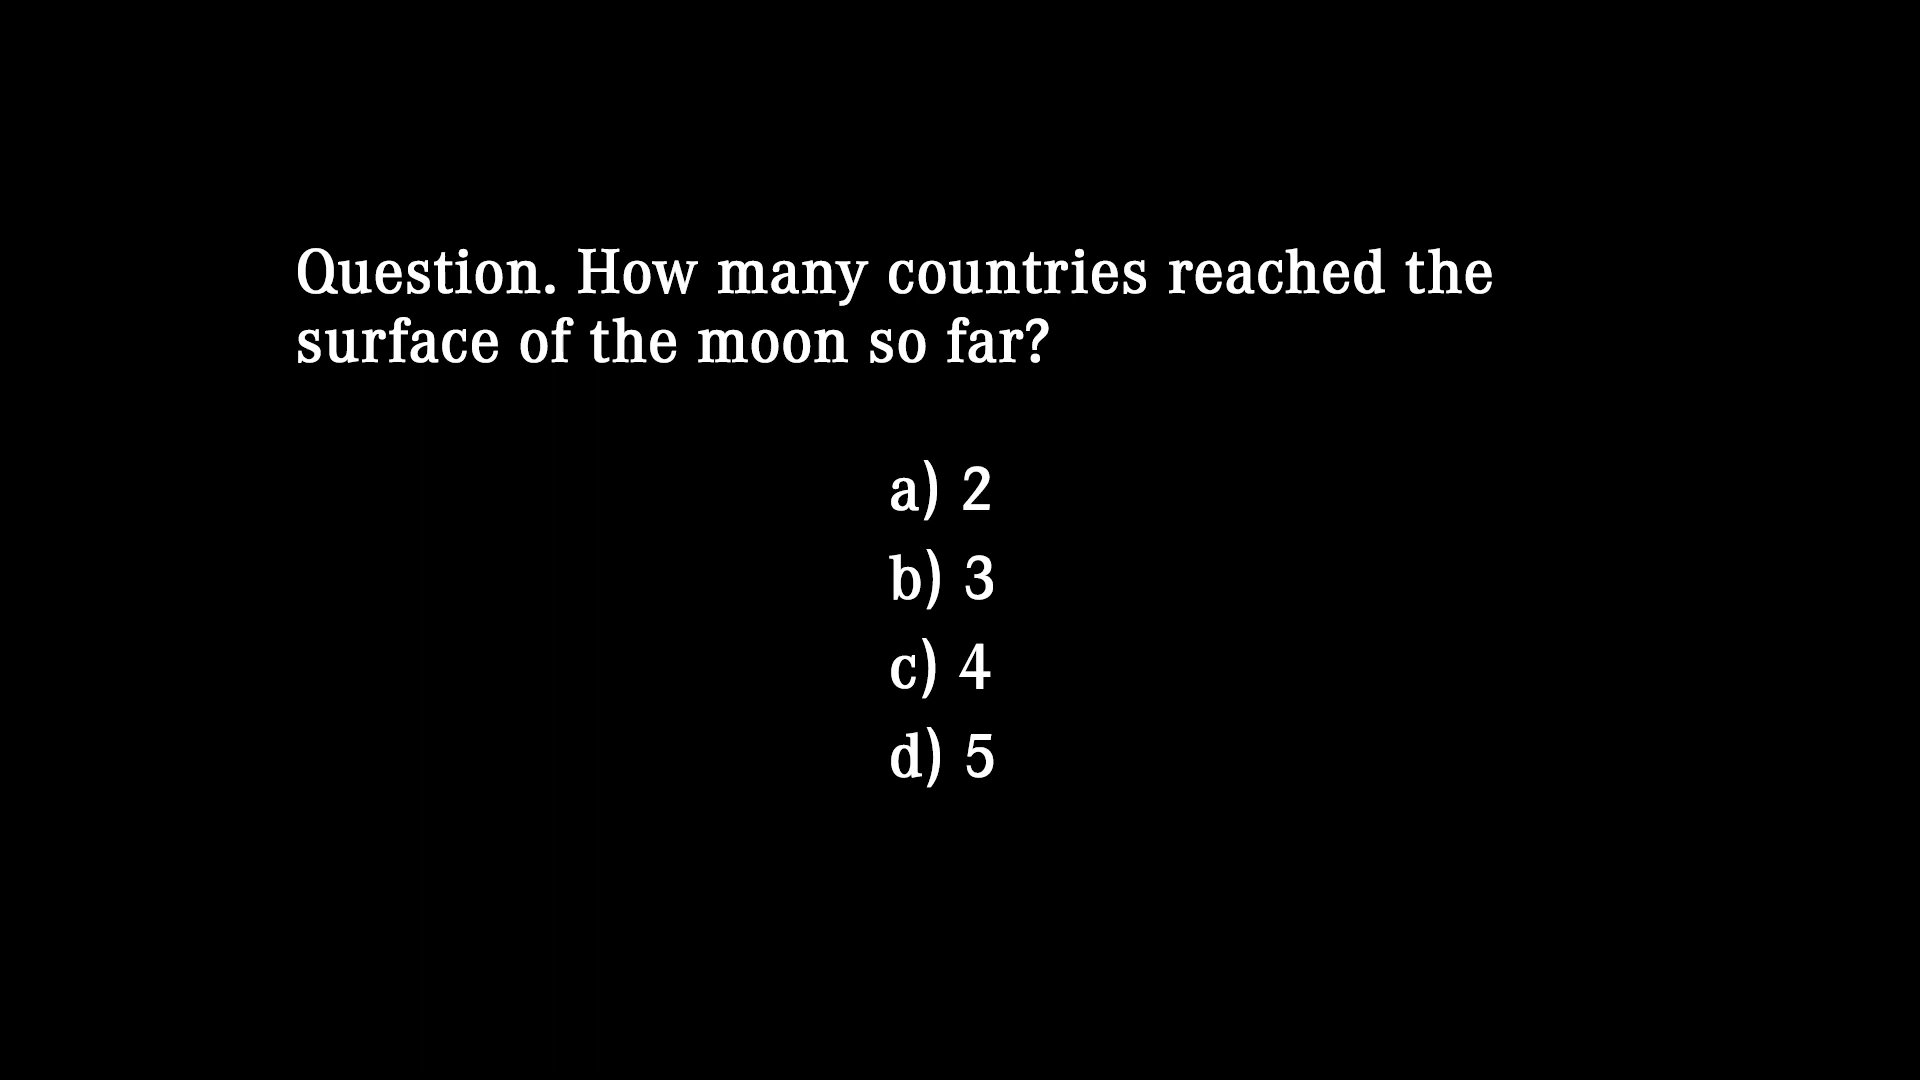 Question. How many countries reached the
surface of the moon so far?
a) 2
b) 3
c) 4
d) 5